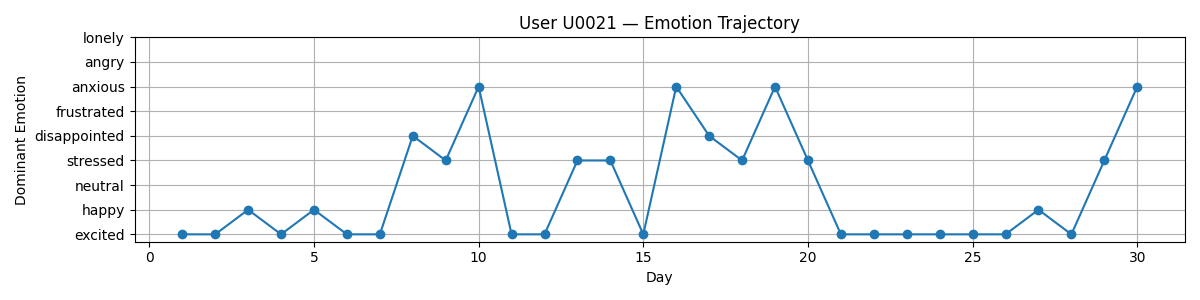 User U0021 — Emotion Trajectory
Dominant Emotion
lonely
angry
anxious
frustrated
disappointed
stressed
neutral
happy
excited
0 5 10 15 20 25 30
Day